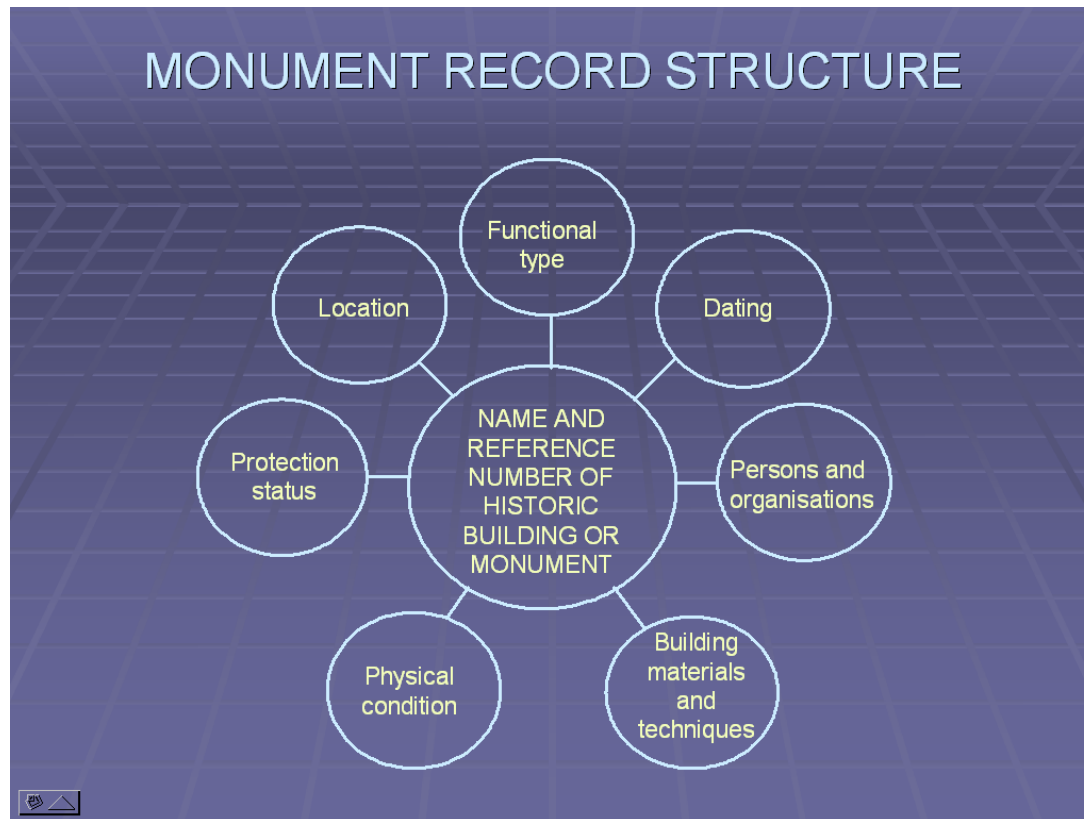 MONUMENT RECORD STRUCTURE
Functional
type
Location
Dating
NAME AND
REFERENCE
NUMBER OF
HISTORIC
BUILDING OR
MONUMENT
Protection
status
Persons and
organisations
Physical
condition
Building
materials
and
techniques